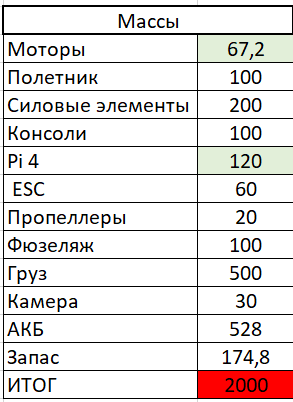 Массы
Моторы 67,2
Полетник 100
Силовые элементы 200
Консоли 100
Pi 4 120
ESC 60
Пропеллеры 20
Фюзеляж 100
Груз 500
Камера 30
АКБ 528
Запас 174,8
ИТОГ 2000